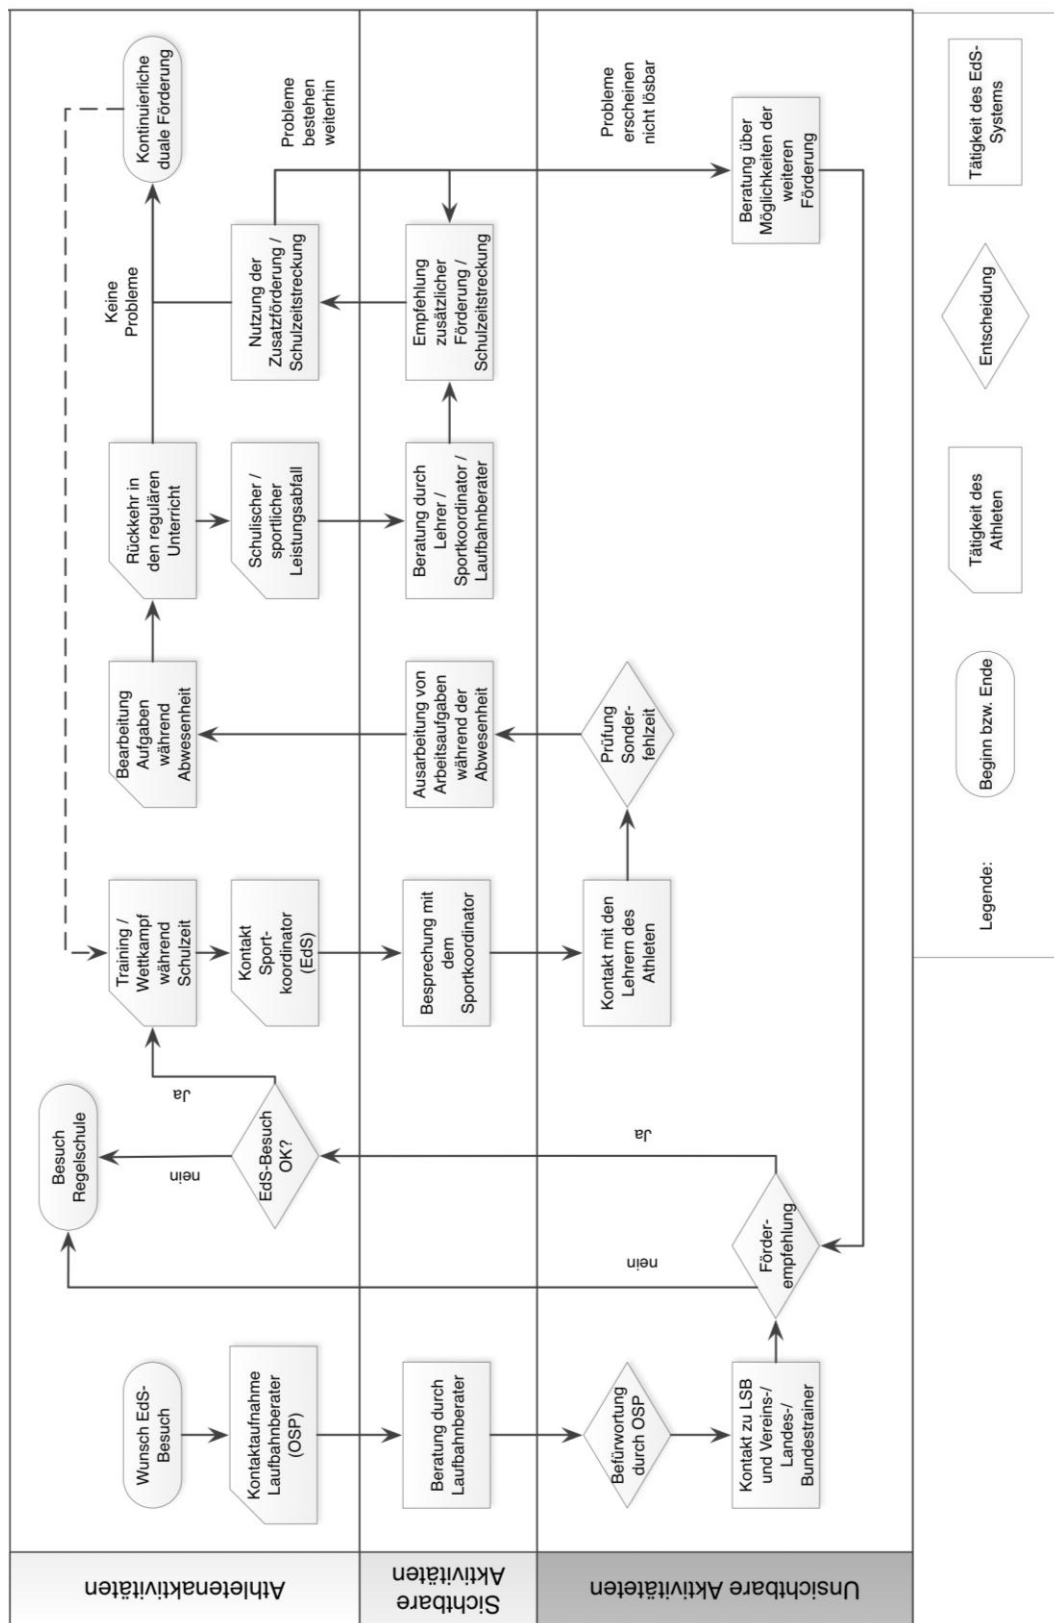 Athletenaktivitäten
Wunsch EdS-
Besuch
Kontaktaufnahme
Laufbahnberater
(OSP)
Besuch
Regelschule
nein
EdS-Besuch
OK?
Ja
Training /
Wettkampf
während
Schulzeit
Kontakt
Sport-
koordinator
(EdS)
Bearbeitung
Aufgaben
während
Abwesenheit
Rückkehr in
den regulären
Unterricht
Schulischer /
sportlicher
Leistungsabfall
Keine
Probleme
Nutzung der
Zusatzförderung /
Schulzeitstreckung
Kontinuierliche
duale Förderung
Probleme
bestehen
weiterhin
Sichtbare
Aktivitäten
Beratung durch
Laufbahnberater
Besprechung mit
dem
Sportkoordinator
Ausarbeitung von
Arbeitsaufgaben
während der
Abwesenheit
Beratung durch
Lehrer /
Sportkoordinator /
Laufbahnberater
Empfehlung
zusätzlicher
Förderung /
Schulzeitstreckung
Unsichtbare Aktivitäteten
Befürwortung
durch OSP
Kontakt zu LSB
und Vereins-/
Landes-/
Bundestrainer
nein
Förder-
empfehlung
Ja
Kontakt mit den
Lehrern des
Athleten
Prüfung
Sonder-
fehlzeit
Probleme
erscheinen
nicht lösbar
Beratung über
Möglichkeiten der
weiteren
Förderung
Legende:
Beginn bzw. Ende
Tätigkeit des
Athleten
Entscheidung
Tätigkeit des EdS-
Systems